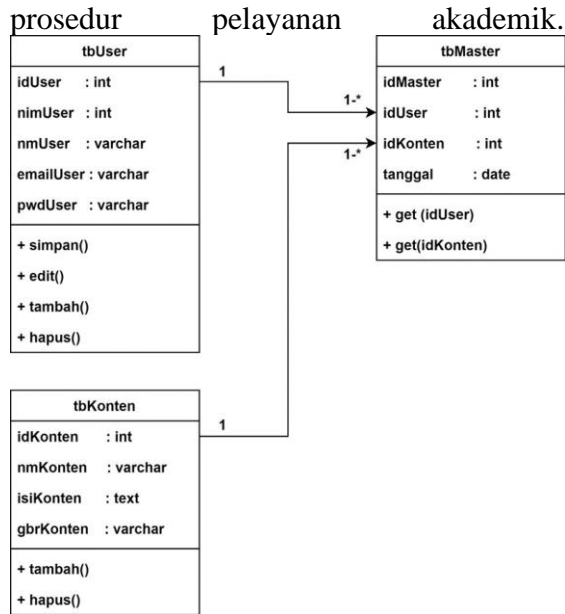 prosedur pelayanan akademik.
tbUser
idUser : int
nimUser : int
nmUser : varchar
emailUser : varchar
pwdUser : varchar
+ simpan()
+ edit()
+ tambah()
+ hapus()
1
1-*
tbMaster
idMaster : int
idUser : int
idKonten : int
tanggal : date
+ get (idUser)
+ get(idKonten)
1-*
1
tbKonten
idKonten : int
nmKonten : varchar
isiKonten : text
gbrKonten : varchar
+ tambah()
+ hapus()